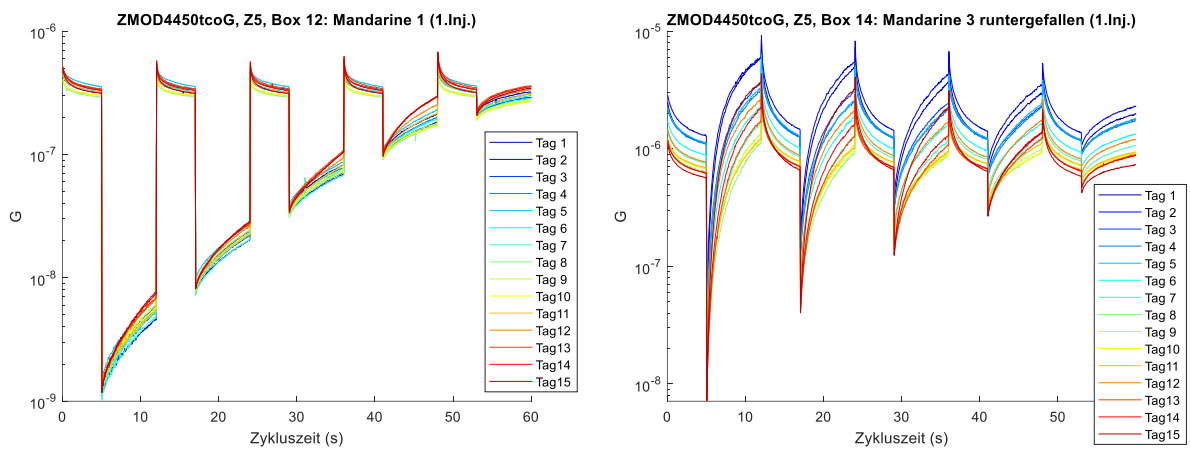 ZMOD4450tcoG, Z5, Box 12: Mandarine 1 (1.Inj.)
10^-6
10^-7
10^-8
10^-9
G
0 10 20 30 40 50 60
Zykluszeit (s)
Tag 1
Tag 2
Tag 3
Tag 4
Tag 5
Tag 6
Tag 7
Tag 8
Tag 9
Tag10
Tag11
Tag12
Tag13
Tag14
Tag15
ZMOD4450tcoG, Z5, Box 14: Mandarine 3 runtergefallen (1.Inj.)
10^-5
10^-6
10^-7
10^-8
G
0 10 20 30 40 50
Zykluszeit (s)
Tag 1
Tag 2
Tag 3
Tag 4
Tag 5
Tag 6
Tag 7
Tag 8
Tag 9
Tag10
Tag11
Tag12
Tag13
Tag14
Tag15